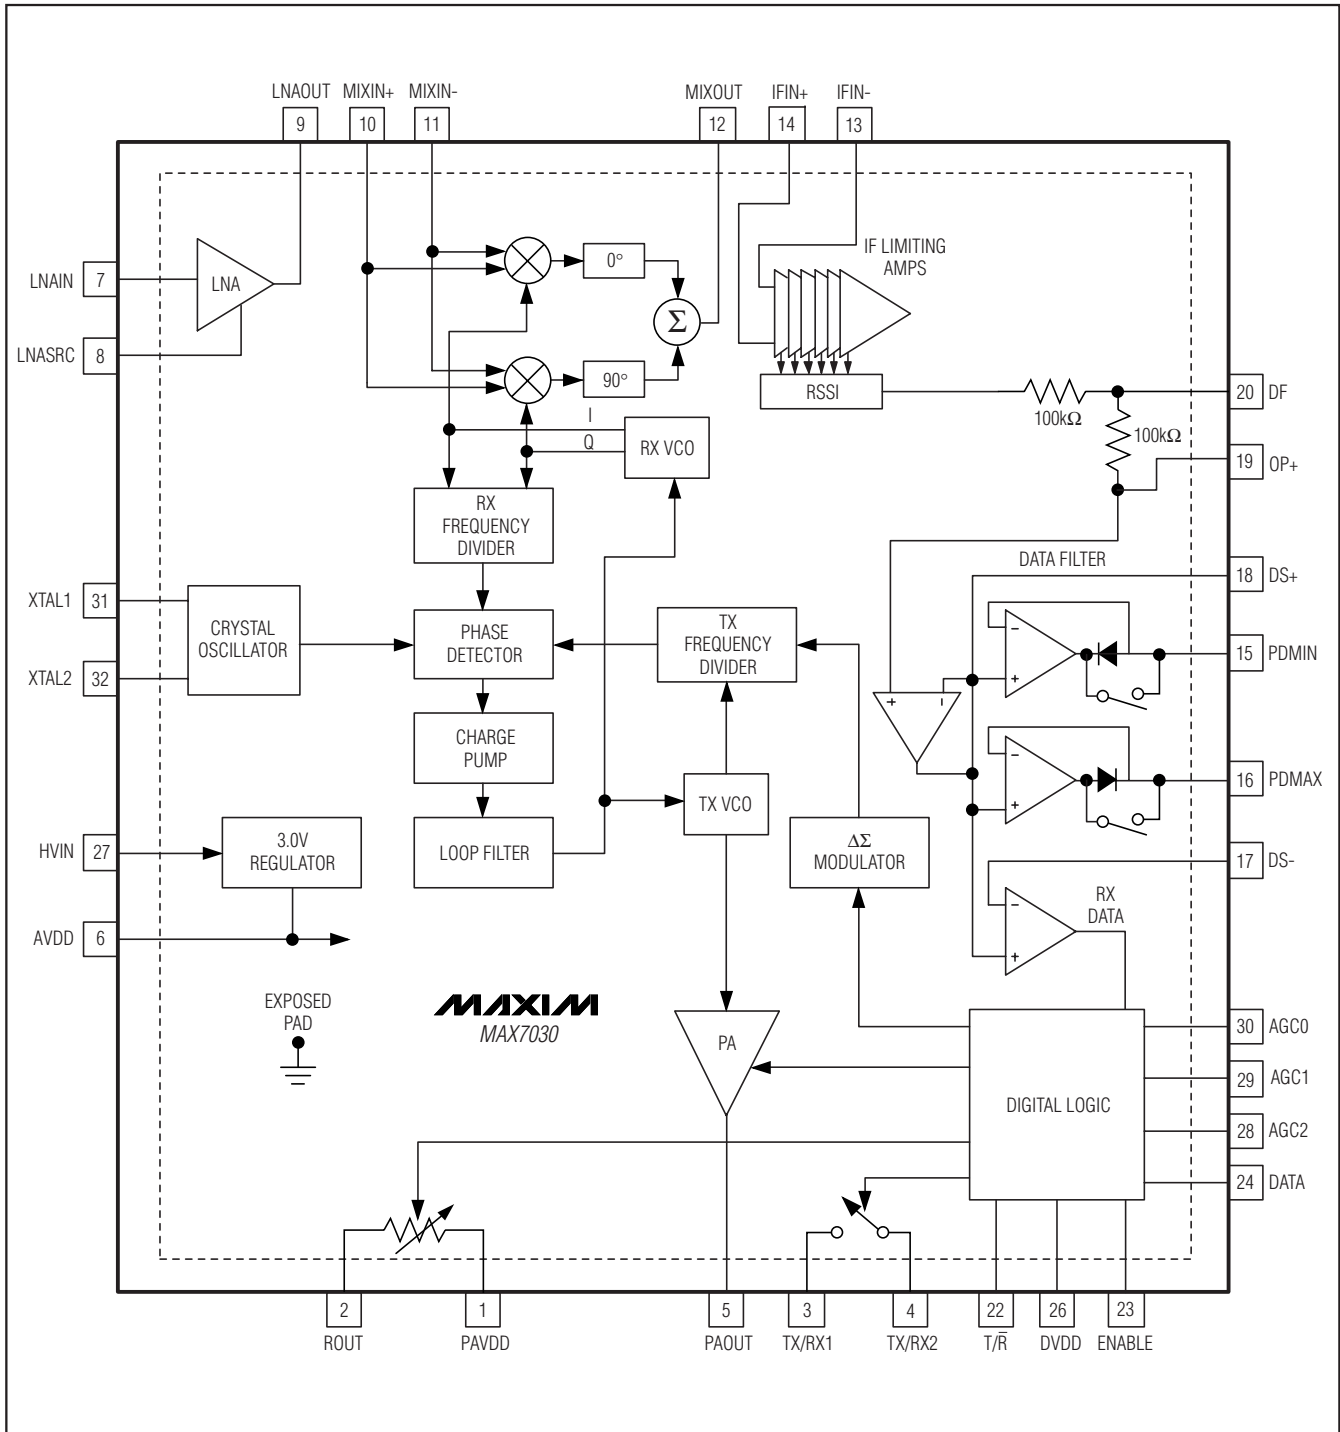 LNAOUT MIXIN+ MIXIN- MIXOUT IFIN+ IFIN-
9 10 11 12 14 13
IF LIMITING
AMPS
0°
LNAIN 7
LNA
Σ
LNASRC 8
90°
RSSI
20 DF
100kΩ
100kΩ
I
Q
RX VCO
19 OP+
RX
FREQUENCY
DIVIDER
DATA FILTER
18 DS+
XTAL1 31
CRYSTAL
OSCILLATOR
PHASE
DETECTOR
TX
FREQUENCY
DIVIDER
−
+
15 PDMIN
XTAL2 32
+ −
CHARGE
PUMP
−
+
16 PDMAX
TX VCO
HVIN 27
3.0V
REGULATOR
LOOP FILTER
ΔΣ
MODULATOR
17 DS-
RX
DATA
−
+
AVDD 6
EXPOSED
PAD
MAXIM
MAX7030
PA
30 AGC0
29 AGC1
DIGITAL LOGIC
28 AGC2
24 DATA
2 1 5 3 4 22 26 23
ROUT PAVDD PAOUT TX/RX1 TX/RX2 T/R̅ DVDD ENABLE